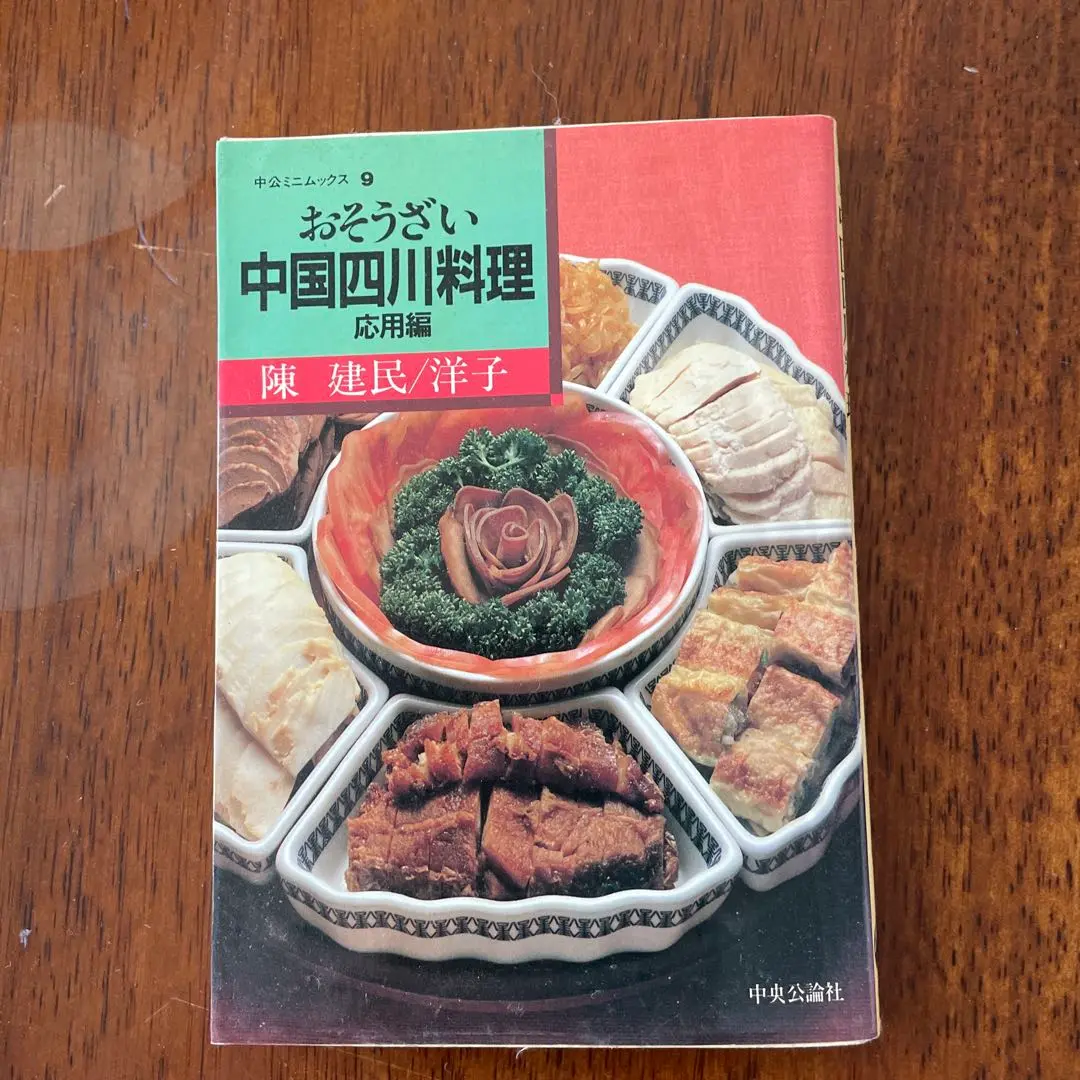 中公ミニムックス 9
おそうざい
中国四川料理
応用編
陳 建民/洋子
中央公論社